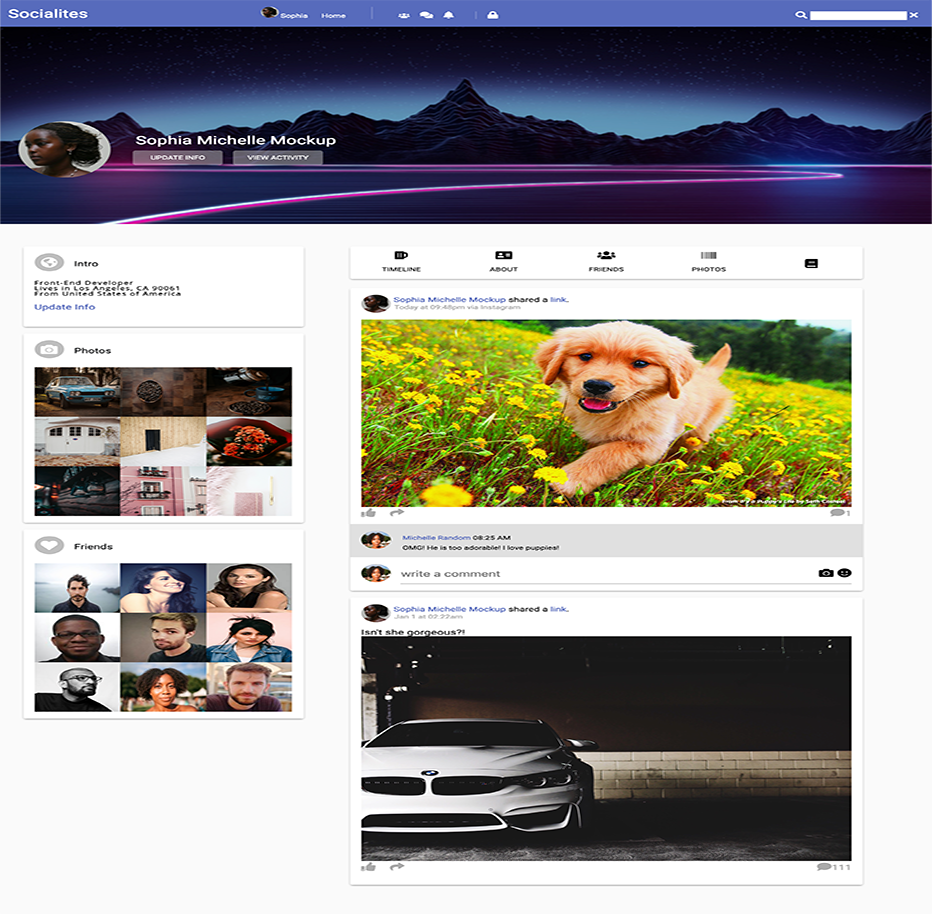 Socialites
Sophia Home
Sophia Michelle Mockup
UPDATE INFO VIEW ACTIVITY
Intro
Front-End Developer
Lives in Los Angeles, CA 90061
From United States of America
Update Info
Photos
Friends
TIMELINE ABOUT FRIENDS PHOTOS
Sophia Michelle Mockup shared a link.
Today at 09:48pm via Instagram
1
Michelle Random 08:25 AM
OMG! He is too adorable! I love puppies!
write a comment
Sophia Michelle Mockup shared a link.
Jan 1 at 02:22am
Isn't she gorgeous?!
111